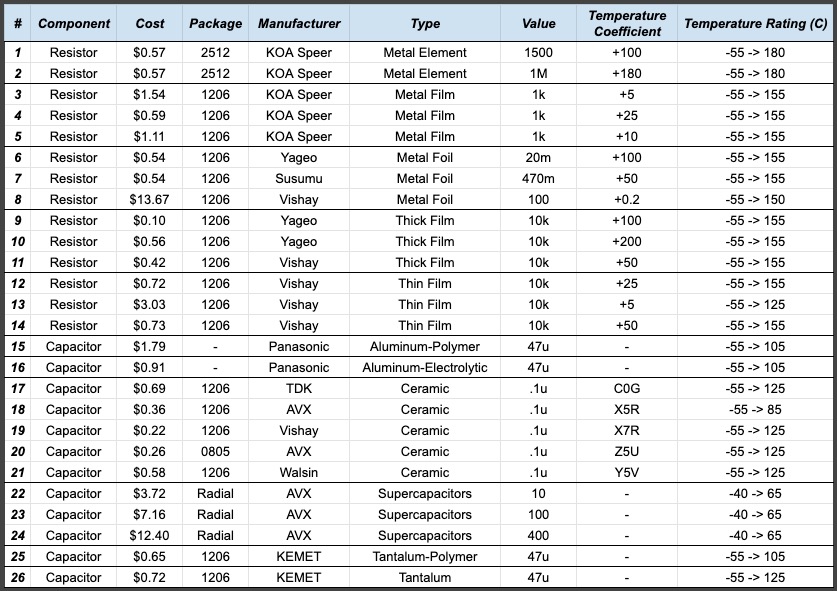 # Component Cost Package Manufacturer Type Value Temperature Coefficient Temperature Rating (C)
1 Resistor $0.57 2512 KOA Speer Metal Element 1500 +100 -55 -> 180
2 Resistor $0.57 2512 KOA Speer Metal Element 1M +180 -55 -> 180
3 Resistor $1.54 1206 KOA Speer Metal Film 1k +5 -55 -> 155
4 Resistor $0.59 1206 KOA Speer Metal Film 1k +25 -55 -> 155
5 Resistor $1.11 1206 KOA Speer Metal Film 1k +10 -55 -> 155
6 Resistor $0.54 1206 Yageo Metal Foil 20m +100 -55 -> 155
7 Resistor $0.54 1206 Susumu Metal Foil 470m +50 -55 -> 155
8 Resistor $13.67 1206 Vishay Metal Foil 100 +0.2 -55 -> 150
9 Resistor $0.10 1206 Yageo Thick Film 10k +100 -55 -> 155
10 Resistor $0.56 1206 Yageo Thick Film 10k +200 -55 -> 155
11 Resistor $0.42 1206 Vishay Thick Film 10k +50 -55 -> 155
12 Resistor $0.72 1206 Vishay Thin Film 10k +25 -55 -> 155
13 Resistor $3.03 1206 Vishay Thin Film 10k +5 -55 -> 125
14 Resistor $0.73 1206 Vishay Thin Film 10k +50 -55 -> 155
15 Capacitor $1.79 - Panasonic Aluminum-Polymer 47u - -55 -> 105
16 Capacitor $0.91 - Panasonic Aluminum-Electrolytic 47u - -55 -> 105
17 Capacitor $0.69 1206 TDK Ceramic .1u C0G -55 -> 125
18 Capacitor $0.36 1206 AVX Ceramic .1u X5R -55 -> 85
19 Capacitor $0.22 1206 Vishay Ceramic .1u X7R -55 -> 125
20 Capacitor $0.26 0805 AVX Ceramic .1u Z5U -55 -> 125
21 Capacitor $0.58 1206 Walsin Ceramic .1u Y5V -55 -> 125
22 Capacitor $3.72 Radial AVX Supercapacitors 10 - -40 -> 65
23 Capacitor $7.16 Radial AVX Supercapacitors 100 - -40 -> 65
24 Capacitor $12.40 Radial AVX Supercapacitors 400 - -40 -> 65
25 Capacitor $0.65 1206 KEMET Tantalum-Polymer 47u - -55 -> 105
26 Capacitor $0.72 1206 KEMET Tantalum 47u - -55 -> 125